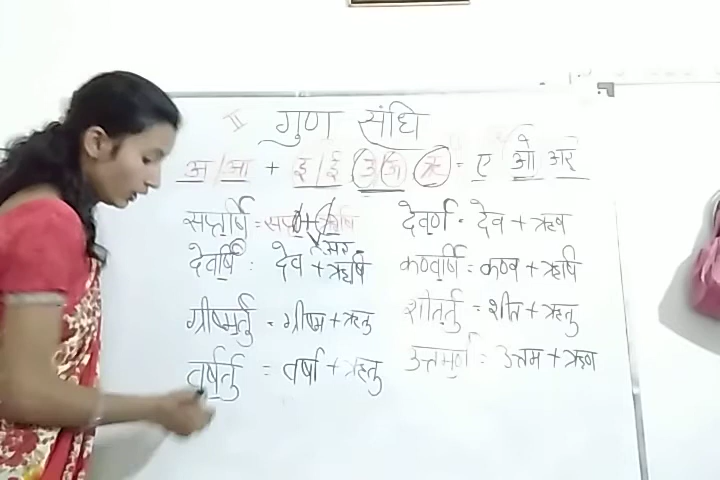 II गुण संधि
अ/आ + इ/ई, उ/ऊ, ऋ = ए ओ अर्
सप्तर्षि = सप्त + ऋषि देवर्ण = देव + ऋण
देवर्षि : देव + ऋषि कण्वर्षि = कण्व + ऋषि
ग्रीष्मर्तु = ग्रीष्म + ऋतु शीतर्तु = शीत + ऋतु
वर्षर्तु = वर्षा + ऋतु उत्तमर्ण = उत्तम + ऋण